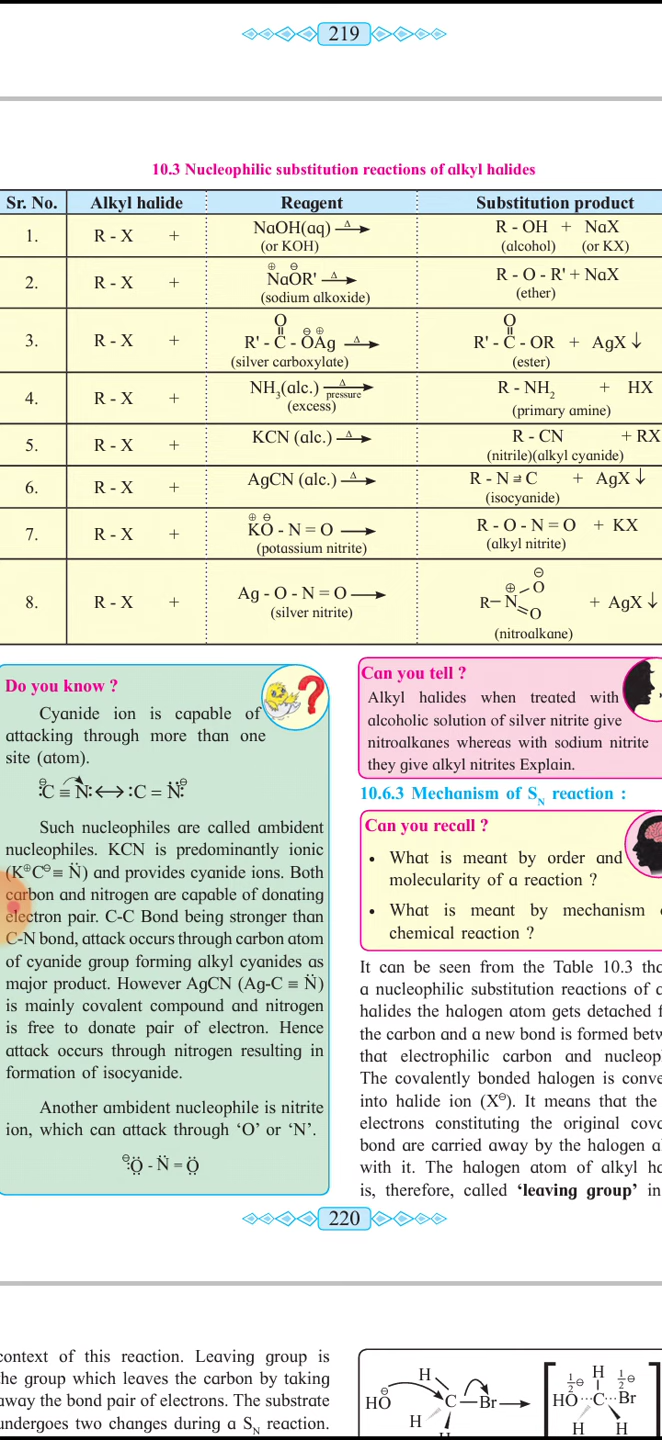 219
10.3 Nucleophilic substitution reactions of alkyl halides
Sr. No. Alkyl halide Reagent Substitution product
1. R - X + NaOH(aq) Δ→ R - OH + NaX
(or KOH) (alcohol) (or KX)
2. R - X + Na⊕OR'⊖ Δ→ R - O - R' + NaX
(sodium alkoxide) (ether)
3. R - X + R' - C(=O) - O⊖Ag⊕ Δ→ R' - C(=O) - OR + AgX ↓
(silver carboxylate) (ester)
4. R - X + NH₃(alc.) Δ→ pressure R - NH₂ + HX
(excess) (primary amine)
5. R - X + KCN (alc.) Δ→ R - CN + RX
(nitrile)(alkyl cyanide)
6. R - X + AgCN (alc.) Δ→ R - N ≡ C + AgX ↓
(isocyanide)
7. R - X + K⊕O⊖ - N = O → R - O - N = O + KX
(potassium nitrite) (alkyl nitrite)
8. R - X + Ag - O - N = O → R – N⊕(–O⊖)(=O) + AgX ↓
(silver nitrite) (nitroalkane)
Do you know ?
Cyanide ion is capable of
attacking through more than one
site (atom).
:C⊖ ≡ N: ⟷ :C = N̈:⊖
Such nucleophiles are called ambident
nucleophiles. KCN is predominantly ionic
(K⊕C⊖ ≡ N̈) and provides cyanide ions. Both
carbon and nitrogen are capable of donating
electron pair. C-C Bond being stronger than
C-N bond, attack occurs through carbon atom
of cyanide group forming alkyl cyanides as
major product. However AgCN (Ag-C ≡ N̈)
is mainly covalent compound and nitrogen
is free to donate pair of electron. Hence
attack occurs through nitrogen resulting in
formation of isocyanide.
Another ambident nucleophile is nitrite
ion, which can attack through ‘O’ or ‘N’.
⊖:Ö - N̈ = Ö
Can you tell ?
Alkyl halides when treated with
alcoholic solution of silver nitrite give
nitroalkanes whereas with sodium nitrite
they give alkyl nitrites Explain.
10.6.3 Mechanism of S_N reaction :
Can you recall ?
• What is meant by order and
molecularity of a reaction ?
• What is meant by mechanism
chemical reaction ?
It can be seen from the Table 10.3
a nucleophilic substitution reactions of
halides the halogen atom gets detached
the carbon and a new bond is formed
that electrophilic carbon and
The covalently bonded halogen is
into halide ion (X⊖). It means that the
electrons constituting the original
bond are carried away by the halogen
with it. The halogen atom of alkyl
is, therefore, called ‘leaving group’ in
220
context of this reaction. Leaving group is
the group which leaves the carbon by taking
away the bond pair of electrons. The substrate
undergoes two changes during a S_N reaction.
H H
HO⊖ C — Br → [ HO ½⊖ ··· C ··· Br ½⊖
H H H H